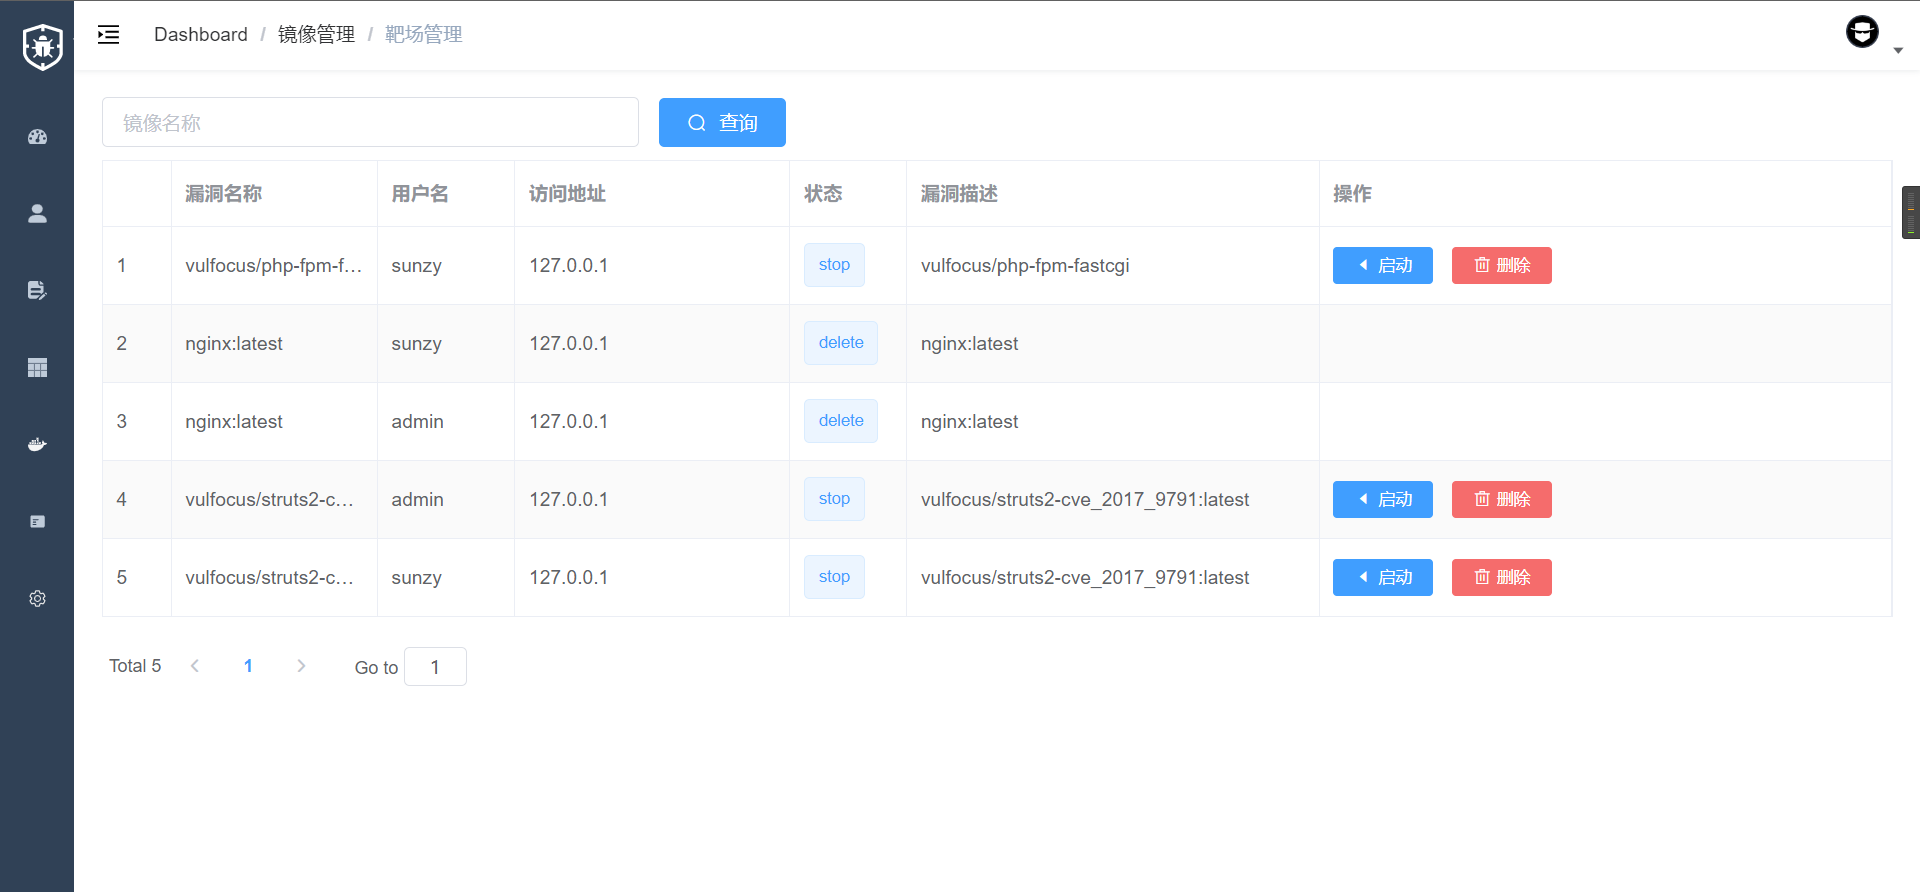 Dashboard / 镜像管理 / 靶场管理
镜像名称 查询
漏洞名称 用户名 访问地址 状态 漏洞描述 操作
1 vulfocus/php-fpm-f… sunzy 127.0.0.1 stop vulfocus/php-fpm-fastcgi 启动 删除
2 nginx:latest sunzy 127.0.0.1 delete nginx:latest
3 nginx:latest admin 127.0.0.1 delete nginx:latest
4 vulfocus/struts2-c… admin 127.0.0.1 stop vulfocus/struts2-cve_2017_9791:latest 启动 删除
5 vulfocus/struts2-c… sunzy 127.0.0.1 stop vulfocus/struts2-cve_2017_9791:latest 启动 删除
Total 5 1 Go to 1